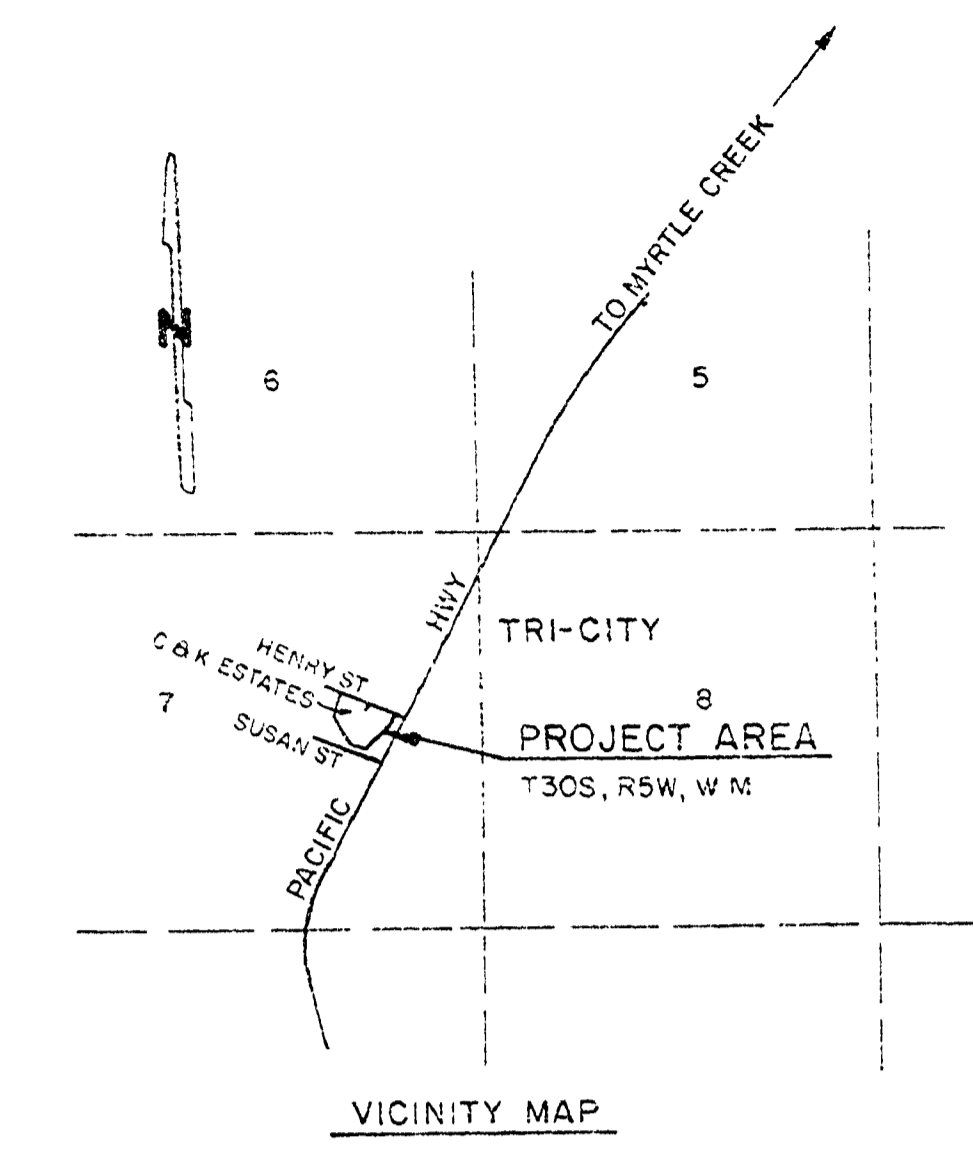 TO MYRTLE CREEK
N
6
5
HWY
TRI-CITY
HENRY ST
C & K ESTATES
7
8
SUSAN ST
PROJECT AREA
T30S, R5W, W M
PACIFIC
VICINITY MAP